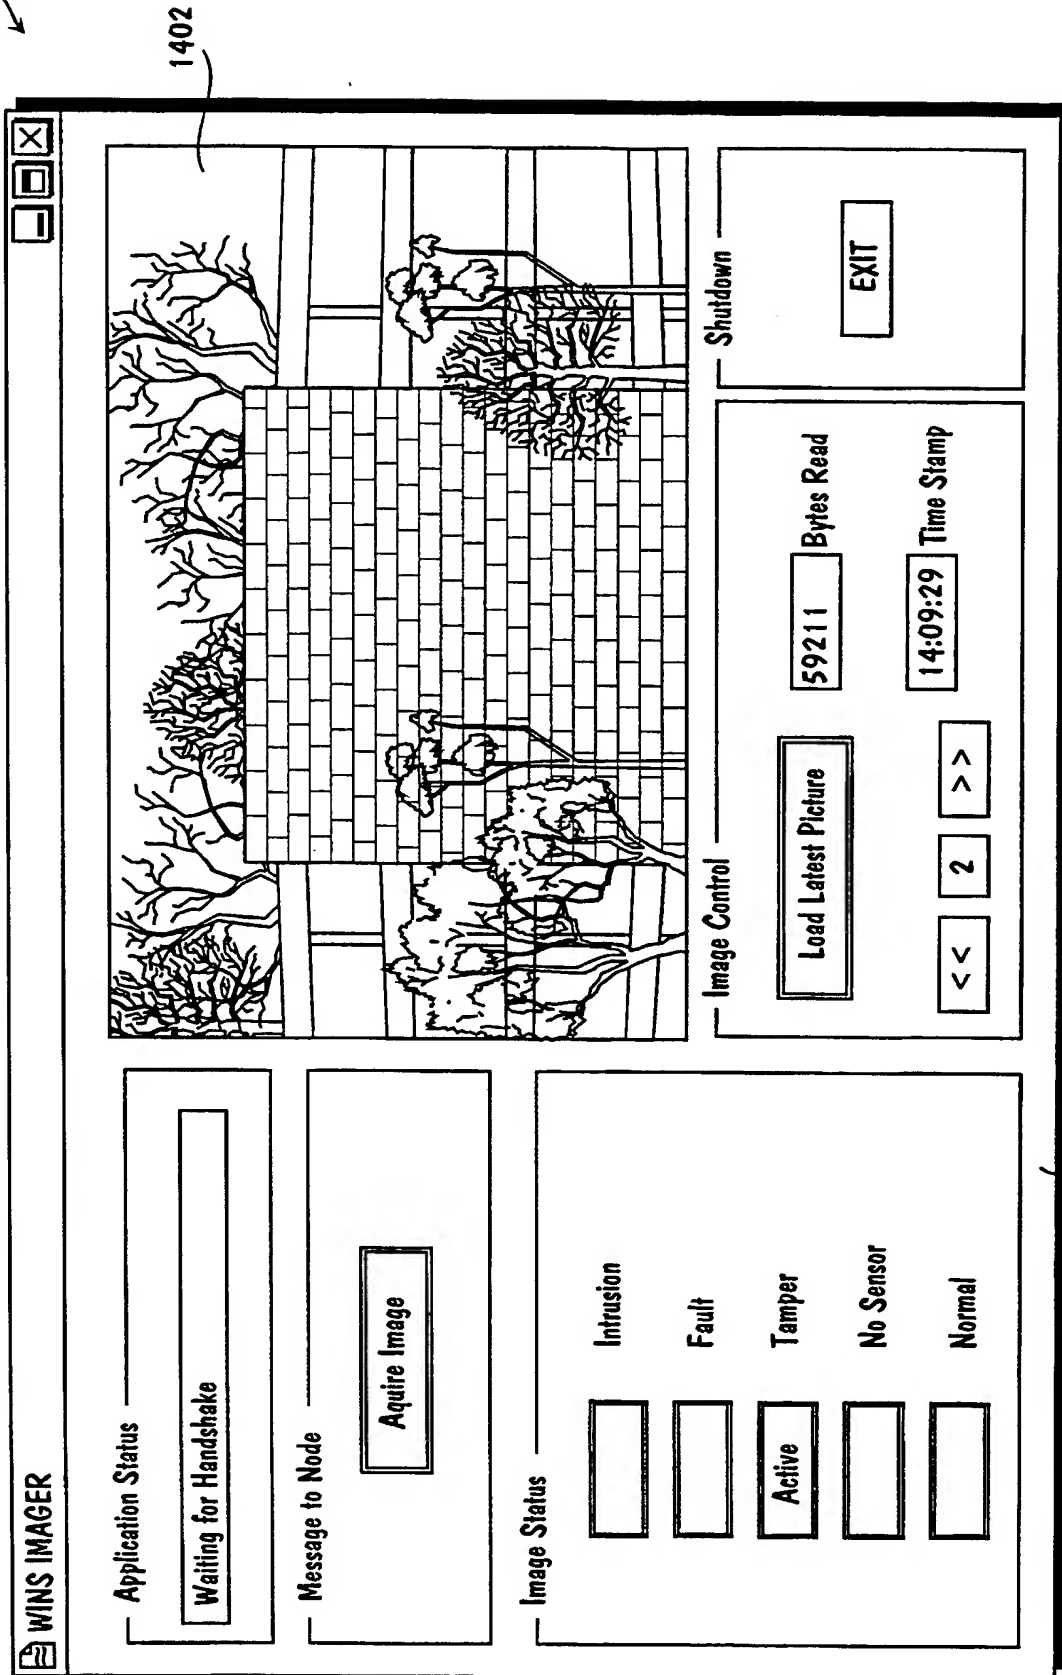 WINS IMAGER
1402
Application Status
Waiting for Handshake
Message to Node
Aquire Image
Image Status
Intrusion
Fault
Active Tamper
No Sensor
Normal
Image Control
Load Latest Picture
59211 Bytes Read
<< 2 >>
14:09:29 Time Stamp
Shutdown
EXIT